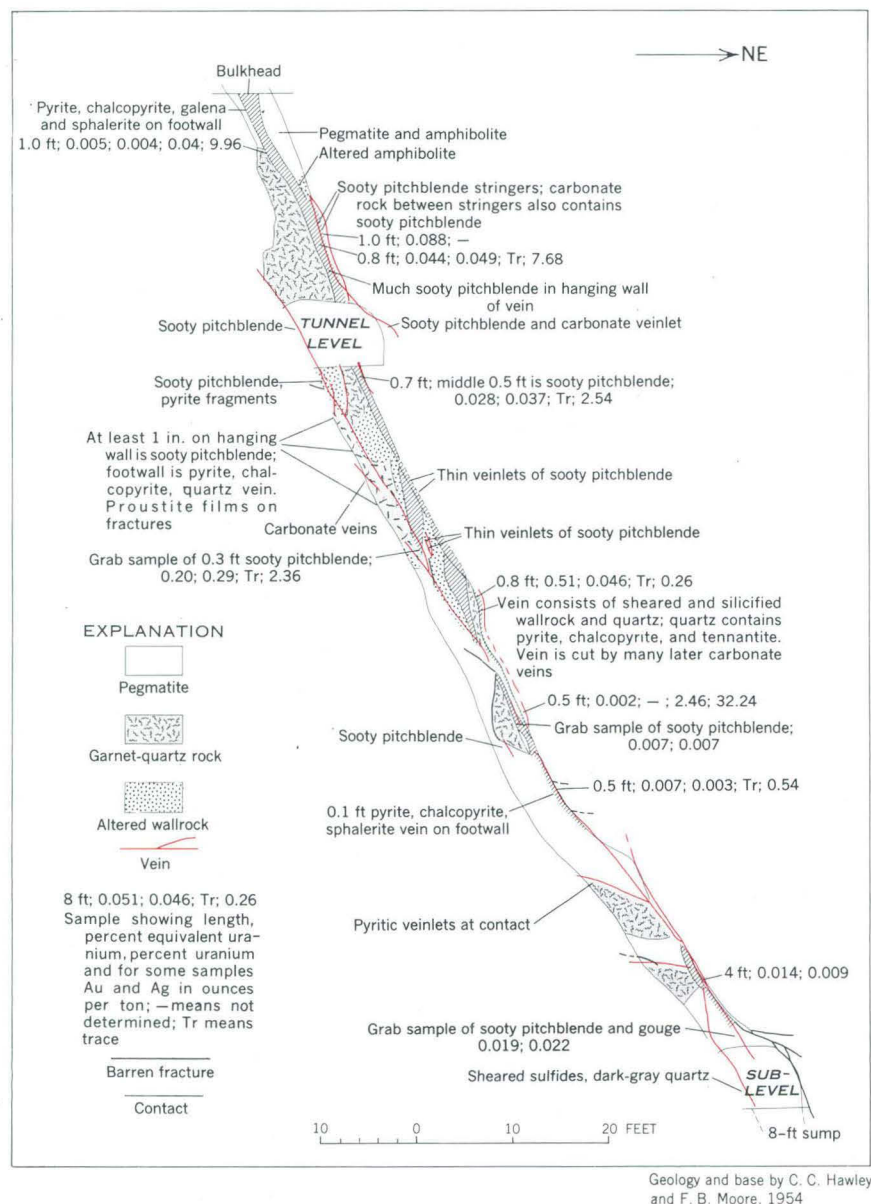 NE
Bulkhead
Pyrite, chalcopyrite, galena
and sphalerite on footwall
1.0 ft; 0.005; 0.004; 0.04; 9.96
Pegmatite and amphibolite
Altered amphibolite
Sooty pitchblende stringers; carbonate
rock between stringers also contains
sooty pitchblende
1.0 ft; 0.088; —
0.8 ft; 0.044; 0.049; Tr; 7.68
Much sooty pitchblende in hanging wall
of vein
Sooty pitchblende
TUNNEL
LEVEL
Sooty pitchblende and carbonate veinlet
Sooty pitchblende,
pyrite fragments
0.7 ft; middle 0.5 ft is sooty pitchblende;
0.028; 0.037; Tr; 2.54
At least 1 in. on hanging
wall is sooty pitchblende;
footwall is pyrite, chal-
copyrite, quartz vein.
Proustite films on
fractures
Thin veinlets of sooty pitchblende
Carbonate veins
Thin veinlets of sooty pitchblende
Grab sample of 0.3 ft sooty pitchblende;
0.20; 0.29; Tr; 2.36
0.8 ft; 0.51; 0.046; Tr; 0.26
Vein consists of sheared and silicified
wallrock and quartz; quartz contains
pyrite, chalcopyrite, and tennantite.
Vein is cut by many later carbonate
veins
0.5 ft; 0.002; — ; 2.46; 32.24
Grab sample of sooty pitchblende;
0.007; 0.007
Sooty pitchblende
0.5 ft; 0.007; 0.003; Tr; 0.54
0.1 ft pyrite, chalcopyrite,
sphalerite vein on footwall
Pyritic veinlets at contact
4 ft; 0.014; 0.009
Grab sample of sooty pitchblende and gouge
0.019; 0.022
Sheared sulfides, dark-gray quartz
SUB-
LEVEL
8-ft sump
EXPLANATION
Pegmatite
Garnet-quartz rock
Altered wallrock
Vein
8 ft; 0.051; 0.046; Tr; 0.26
Sample showing length,
percent equivalent ura-
nium, percent uranium
and for some samples
Au and Ag in ounces
per ton; —means not
determined; Tr means
trace
Barren fracture
Contact
10 0 10 20 FEET
Geology and base by C. C. Hawley
and F. B. Moore, 1954